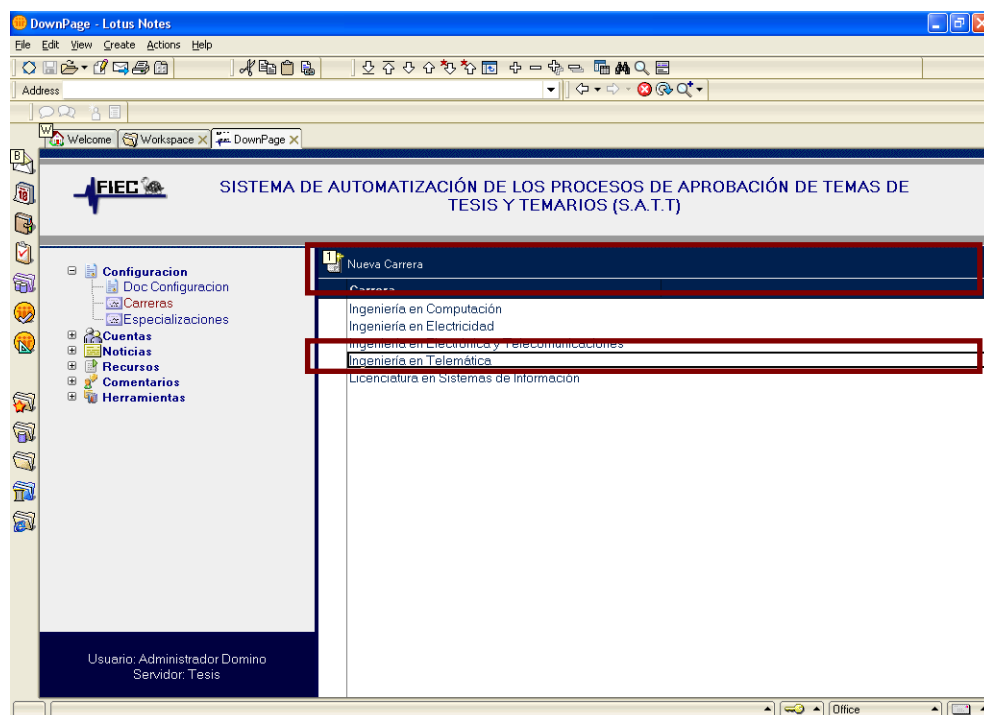 DownPage - Lotus Notes
File Edit View Create Actions Help
Address
W
Welcome Workspace DownPage
B
FIEC
SISTEMA DE AUTOMATIZACIÓN DE LOS PROCESOS DE APROBACIÓN DE TEMAS DE
TESIS Y TEMARIOS (S.A.T.T)
1 Nueva Carrera
Carrera
Configuracion
Doc Configuracion
Carreras
Especializaciones
Cuentas
Noticias
Recursos
Comentarios
Herramientas
Ingeniería en Computación
Ingeniería en Electricidad
Ingeniería en Electrónica y Telecomunicaciones
Ingeniería en Telemática
Licenciatura en Sistemas de Información
Usuario: Administrador Domino
Servidor: Tesis
Office